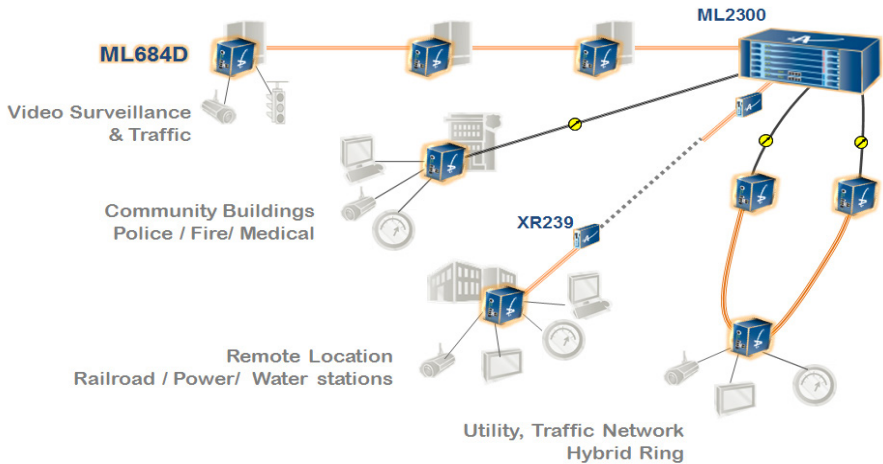 ML2300
ML684D
Video Surveillance
& Traffic
Community Buildings
Police / Fire/ Medical
XR239
Remote Location
Railroad / Power/ Water stations
Utility, Traffic Network
Hybrid Ring